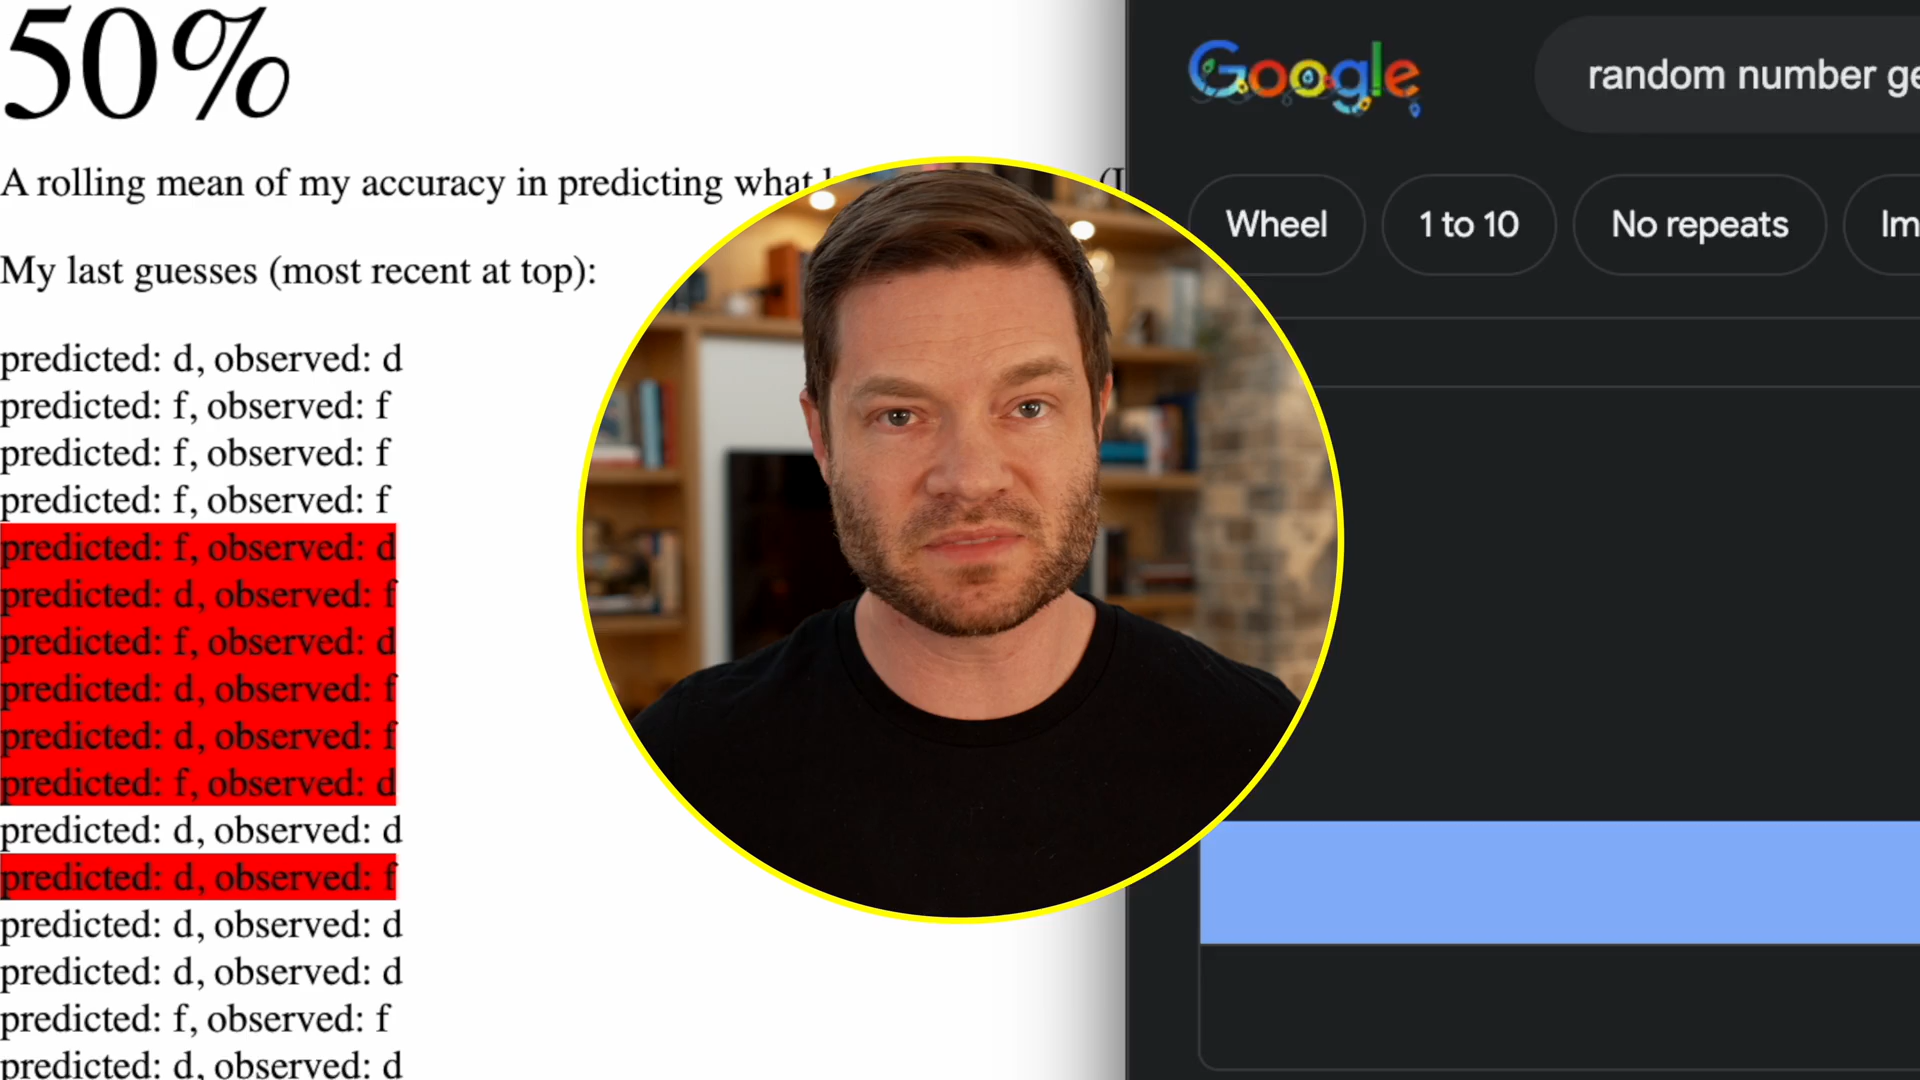 50%
A rolling mean of my accuracy in predicting what
My last guesses (most recent at top):
predicted: d, observed: d
predicted: f, observed: f
predicted: f, observed: f
predicted: f, observed: f
predicted: f, observed: d
predicted: d, observed: f
predicted: f, observed: d
predicted: d, observed: f
predicted: d, observed: f
predicted: f, observed: d
predicted: d, observed: d
predicted: d, observed: f
predicted: d, observed: d
predicted: d, observed: d
predicted: f, observed: f
predicted: d, observed: d
Google
random number ge
Wheel
1 to 10
No repeats
Im